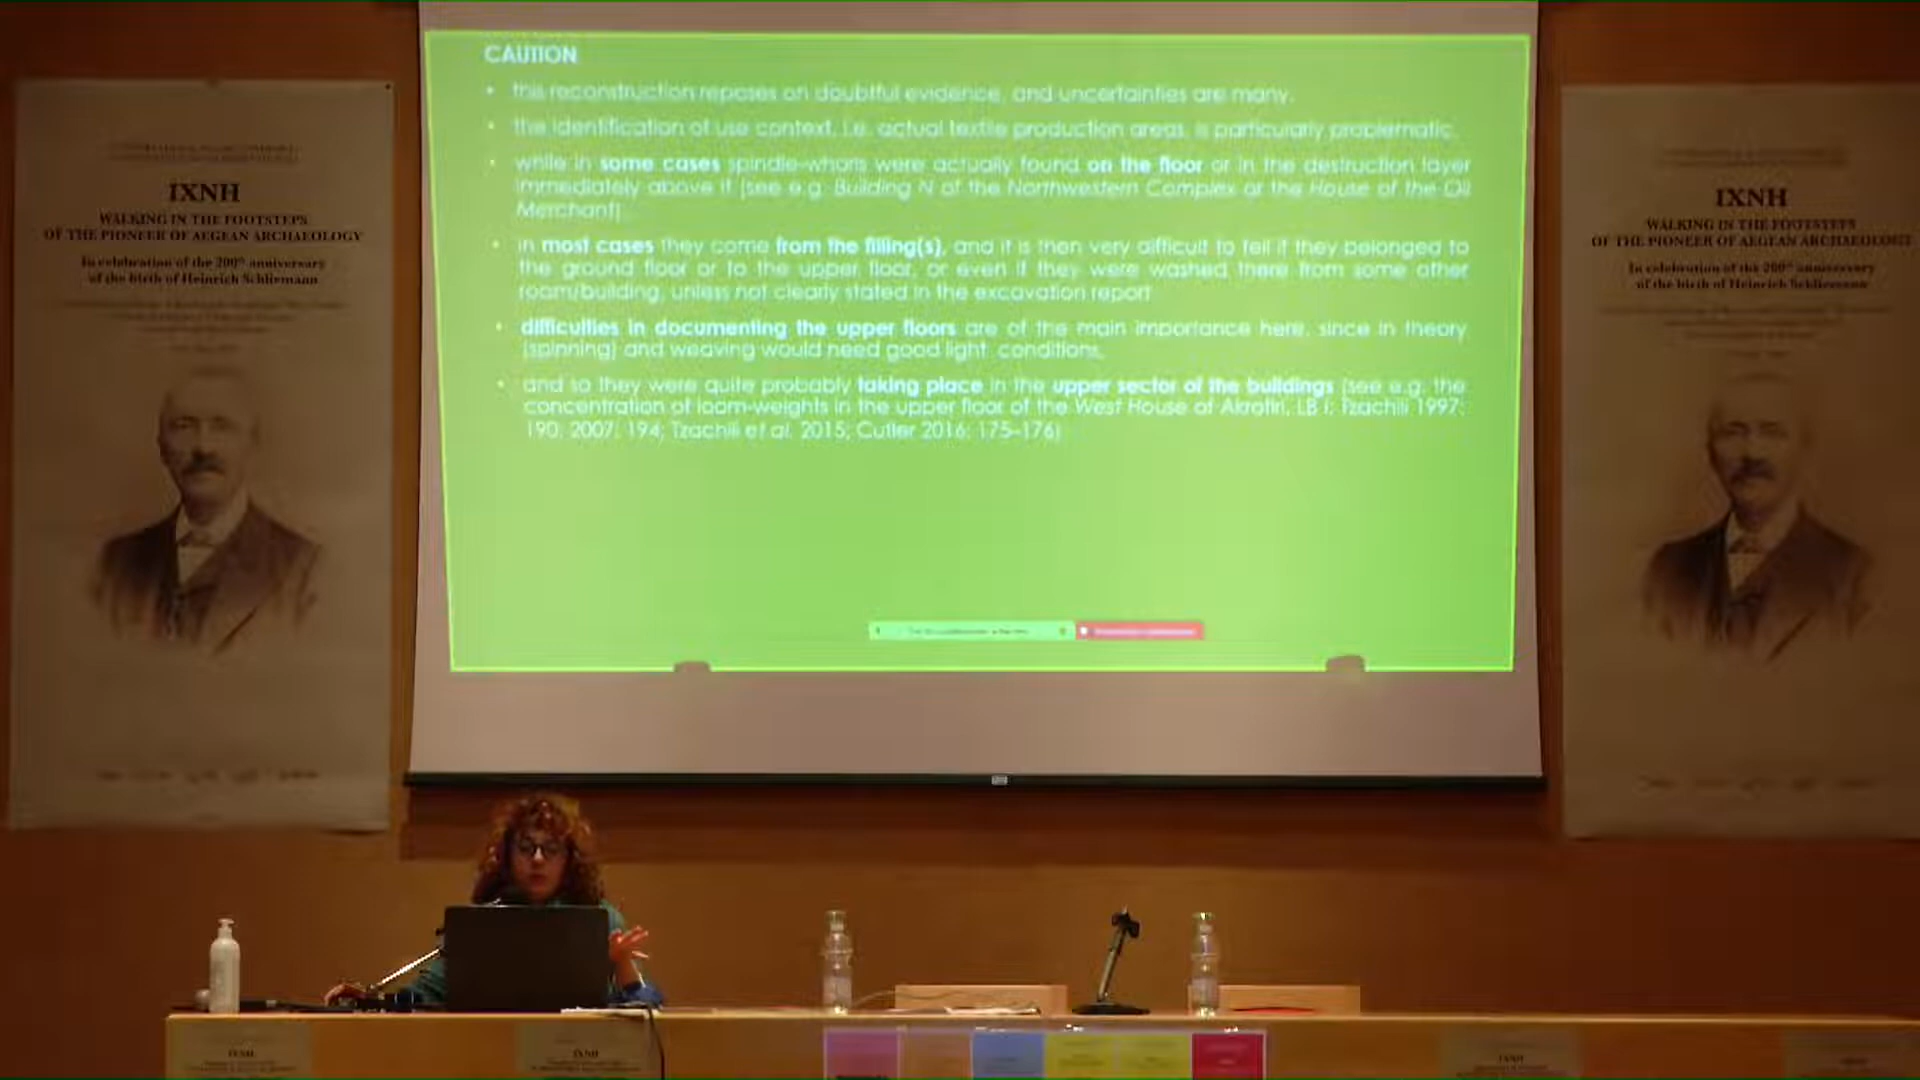 CAUTION
• this reconstruction reposes on doubtful evidence, and uncertainties are many.
• the identification of use context, i.e. actual textile production areas, is particularly problematic.
• while in some cases spindle-whorls were actually found on the floor or in the destruction layer
immediately above it (see e.g. Building N of the Northwestern Complex or the House of the Oil
Merchant)
• in most cases they come from the filling(s), and it is then very difficult to tell if they belonged to
the ground floor or to the upper floor, or even if they were washed there from some other
room/building, unless not clearly stated in the excavation report
• difficulties in documenting the upper floors are of the main importance here, since in theory
(spinning) and weaving would need good light conditions,
• and so they were quite probably taking place in the upper sector of the buildings (see e.g. the
concentration of loom-weights in the upper floor of the West House of Akrotiri, LB I; Tzachili 1997:
190; 2007: 194; Tzachili et al. 2015; Cutler 2016: 175–176)
ΙΧΝΗ
WALKING IN THE FOOTSTEPS
OF THE PIONEER OF AEGEAN ARCHAEOLOGY
In celebration of the 200th anniversary
of the birth of Heinrich Schliemann
ΙΧΝΗ
WALKING IN THE FOOTSTEPS
OF THE PIONEER OF AEGEAN ARCHAEOLOGY
In celebration of the 200th anniversary
of the birth of Heinrich Schliemann
ΙΧΝΗ
ΙΧΝΗ
ΙΧΝΗ